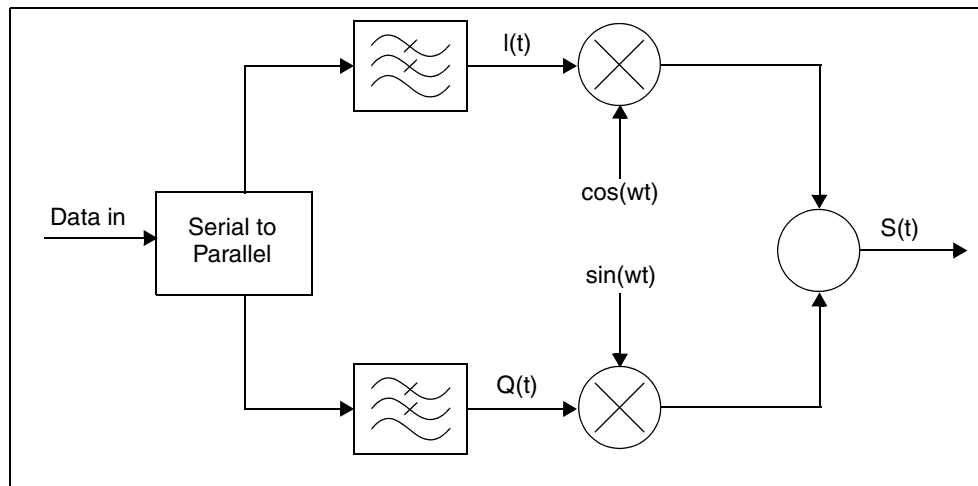 I(t)
cos(wt)
Data in
Serial to
Parallel
S(t)
sin(wt)
Q(t)